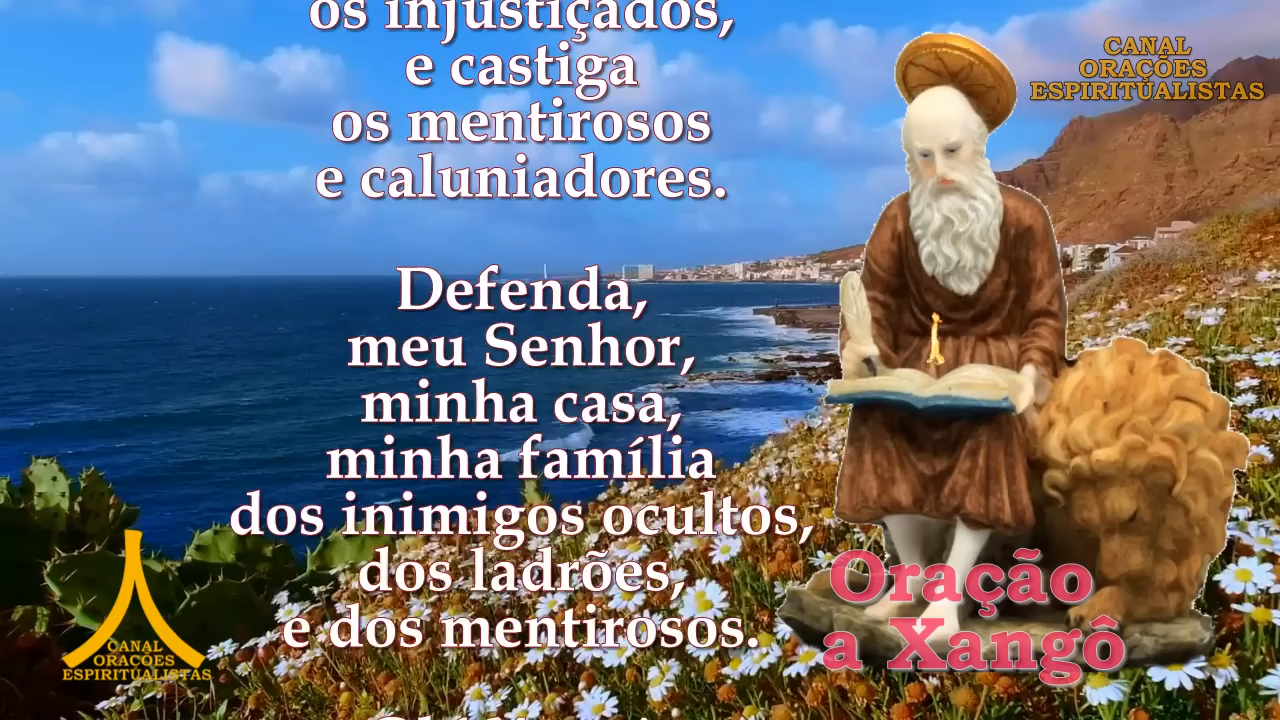 os injustiçados,
e castiga
os mentirosos
e caluniadores.
Defenda,
meu Senhor,
minha casa,
minha família
dos inimigos ocultos,
dos ladrões,
e dos mentirosos.
CANAL
ORAÇÕES
ESPIRITUALISTAS
Oração
a Xangô
CANAL
ORAÇÕES
ESPIRITUALISTAS